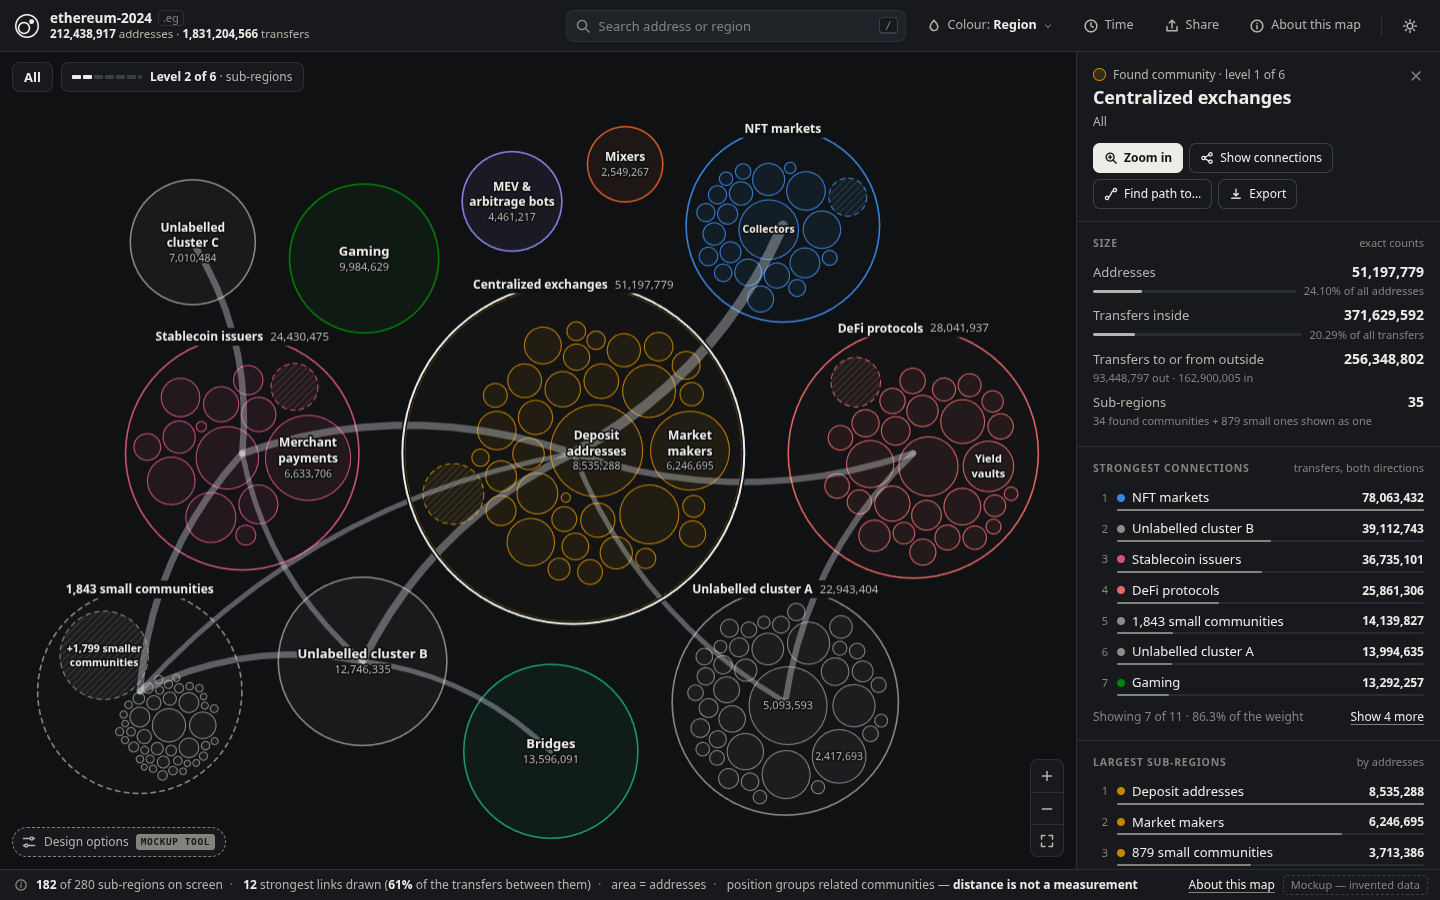 ethereum-2024 .eg
212,438,917 addresses · 1,831,204,566 transfers
Search address or region /
Colour: Region
Time
Share
About this map
All
Level 2 of 6 · sub-regions
NFT markets
Mixers
2,549,267
MEV &
arbitrage bots
4,461,217
Unlabelled
cluster C
7,010,484
Gaming
9,984,629
Collectors
Centralized exchanges 51,197,779
Stablecoin issuers 24,430,475
DeFi protocols 28,041,937
Merchant
payments
6,633,706
Deposit
addresses
8,535,288
Market
makers
6,246,695
Yield
vaults
1,843 small communities
Unlabelled cluster A 22,943,404
+1,799 smaller
communities
Unlabelled cluster B
12,746,335
5,093,593
Bridges
13,596,091
2,417,693
Design options MOCKUP TOOL
Found community · level 1 of 6
Centralized exchanges
All
Zoom in
Show connections
Find path to...
Export
SIZE exact counts
Addresses 51,197,779
24.10% of all addresses
Transfers inside 371,629,592
20.29% of all transfers
Transfers to or from outside 256,348,802
93,448,797 out · 162,900,005 in
Sub-regions 35
34 found communities + 879 small ones shown as one
STRONGEST CONNECTIONS transfers, both directions
1 NFT markets 78,063,432
2 Unlabelled cluster B 39,112,743
3 Stablecoin issuers 36,735,101
4 DeFi protocols 25,861,306
5 1,843 small communities 14,139,827
6 Unlabelled cluster A 13,994,635
7 Gaming 13,292,257
Showing 7 of 11 · 86.3% of the weight Show 4 more
LARGEST SUB-REGIONS by addresses
1 Deposit addresses 8,535,288
2 Market makers 6,246,695
3 879 small communities 3,713,386
182 of 280 sub-regions on screen · 12 strongest links drawn (61% of the transfers between them) · area = addresses · position groups related communities — distance is not a measurement
About this map
Mockup — invented data